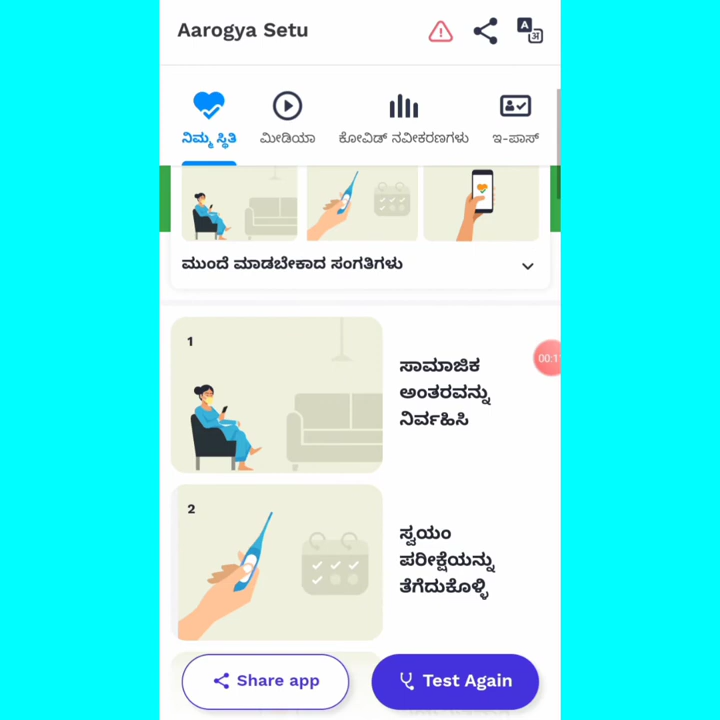 Aarogya Setu
ನಿಮ್ಮ ಸ್ಥಿತಿ
ಮೀಡಿಯಾ
ಕೋವಿಡ್ ನವೀಕರಣಗಳು
ಇ-ಪಾಸ್
ಮುಂದೆ ಮಾಡಬೇಕಾದ ಸಂಗತಿಗಳು
1
ಸಾಮಾಜಿಕ
ಅಂತರವನ್ನು
ನಿರ್ವಹಿಸಿ
2
ಸ್ವಯಂ
ಪರೀಕ್ಷೆಯನ್ನು
ತೆಗೆದುಕೊಳ್ಳಿ
Share app
Test Again